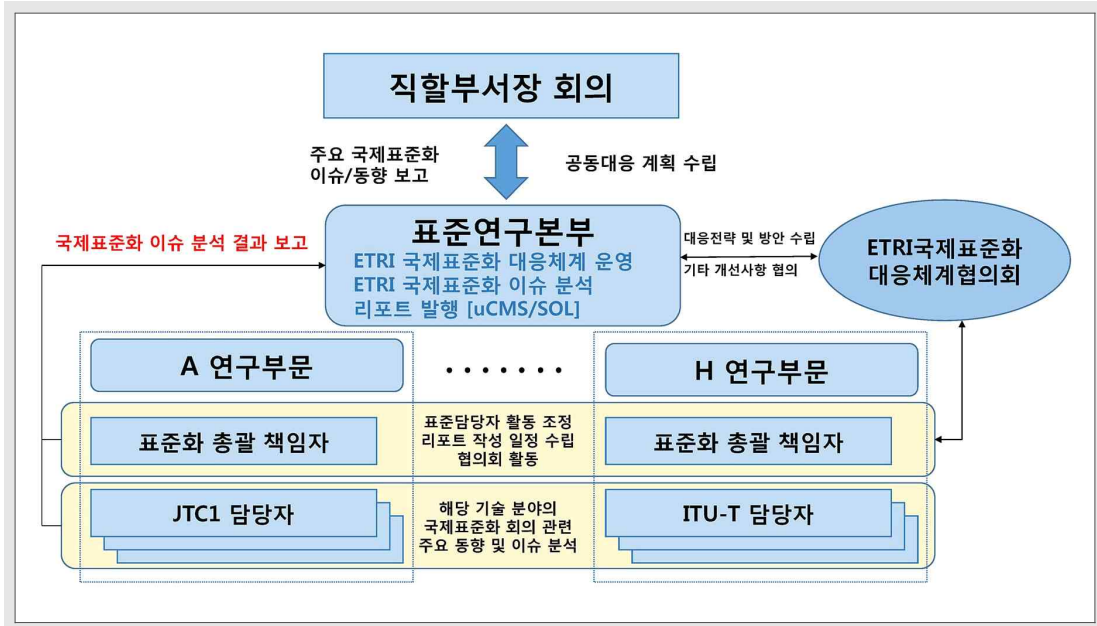 직할부서장 회의
주요 국제표준화
이슈/동향 보고
공동대응 계획 수립
국제표준화 이슈 분석 결과 보고
표준연구본부
ETRI 국제표준화 대응체계 운영
ETRI 국제표준화 이슈 분석
리포트 발행 [uCMS/SOL]
대응전략 및 방안 수립
기타 개선사항 협의
ETRI국제표준화
대응체계협의회
A 연구부문
· · · · · · ·
H 연구부문
표준화 총괄 책임자
표준담당자 활동 조정
리포트 작성 일정 수립
협의회 활동
표준화 총괄 책임자
JTC1 담당자
해당 기술 분야의
국제표준화 회의 관련
주요 동향 및 이슈 분석
ITU-T 담당자